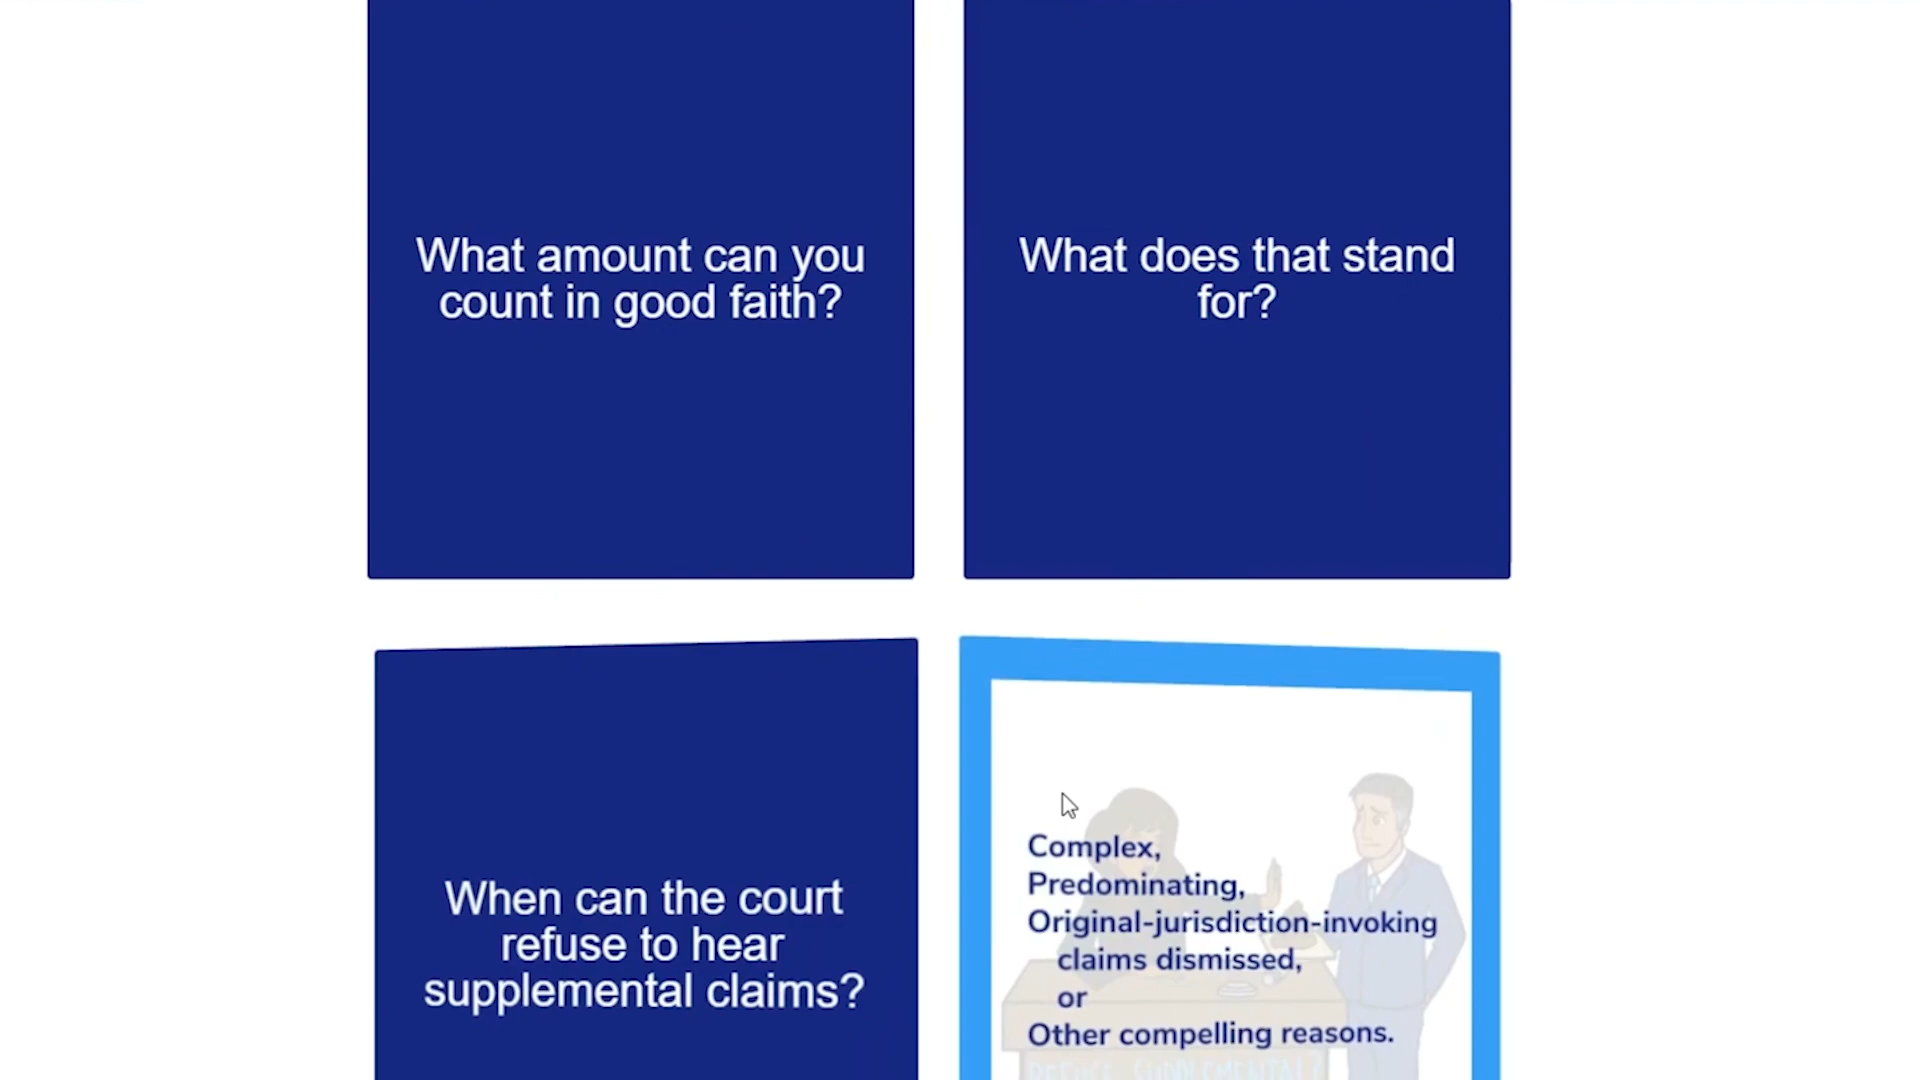 What amount can you
count in good faith?
What does that stand
for?
When can the court
refuse to hear
supplemental claims?
Complex,
Predominating,
Original-jurisdiction-invoking
claims dismissed,
or
Other compelling reasons.